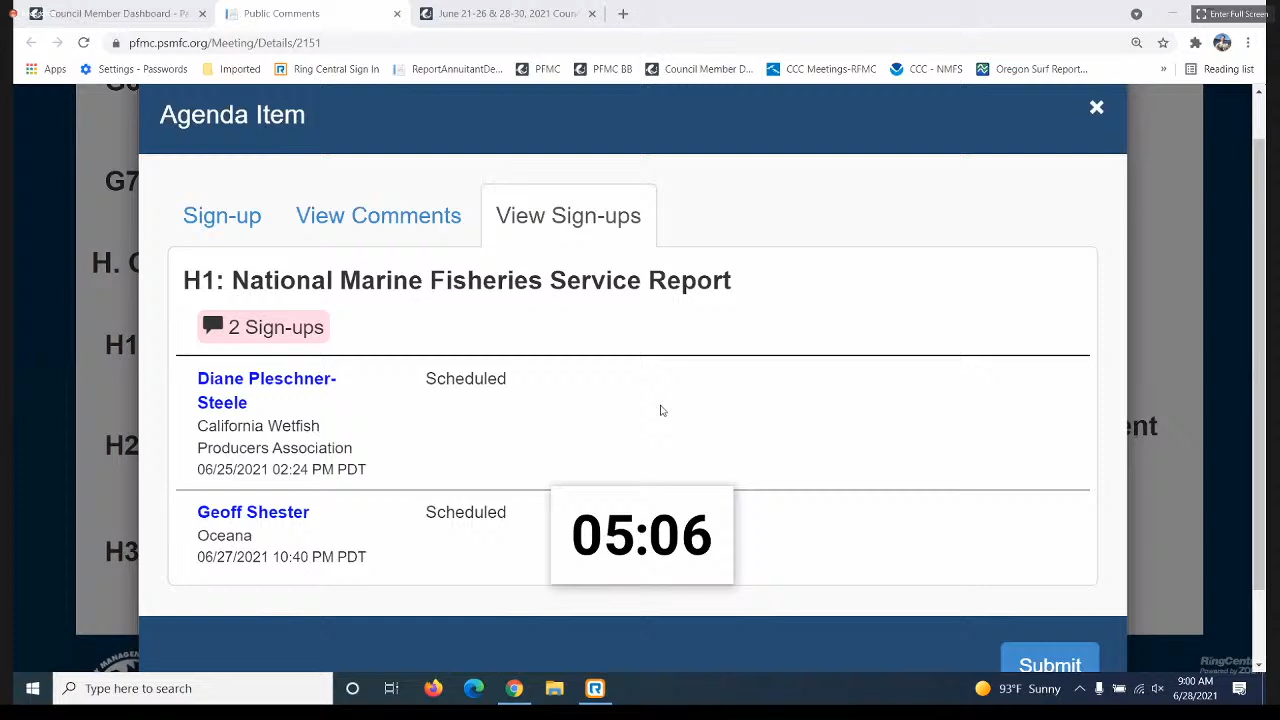 Council Member Dashboard - Pa
Public Comments
June 21-26 & 28-30, 2021 Coun
Enter Full Screen
pfmc.psmfc.org/Meeting/Details/2151
Apps
Settings - Passwords
Imported
Ring Central Sign In
ReportAnnuntantDe...
PFMC
PFMC BB
Council Member D...
CCC Meetings-RFMC
CCC - NMFS
Oregon Surf Report...
»
Reading list
Agenda Item
Sign-up
View Comments
View Sign-ups
G7
H. C
H1
H2
H3
ent
H1: National Marine Fisheries Service Report
2 Sign-ups
Diane Pleschner-
Steele
Scheduled
California Wetfish
Producers Association
06/25/2021 02:24 PM PDT
Geoff Shester
Scheduled
Oceana
06/27/2021 10:40 PM PDT
05:06
Submit
RingCentr
Type here to search
93°F Sunny
9:00 AM
6/28/2021